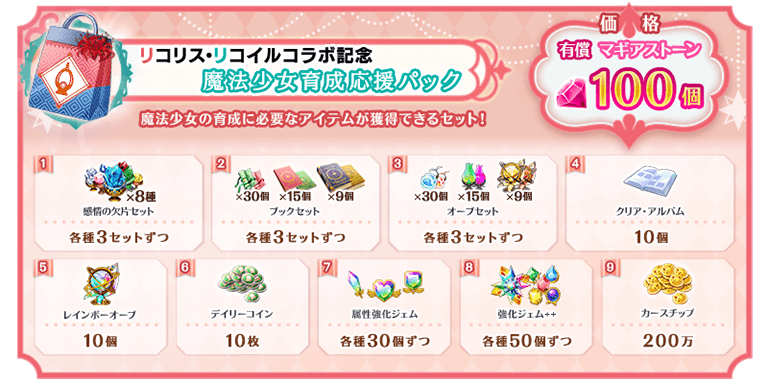 リコリス・リコイルコラボ記念
魔法少女育成応援パック
魔法少女の育成に必要なアイテムが獲得できるセット!
価格
有償 マギアストーン
100個
1
×8種
感情の欠片セット
各種3セットずつ
2
×30個 ×15個 ×9個
ブックセット
各種3セットずつ
3
×30個 ×15個 ×9個
オーブセット
各種3セットずつ
4
クリア・アルバム
10個
5
レインボーオーブ
10個
6
デイリーコイン
10枚
7
属性強化ジェム
各種30個ずつ
8
強化ジェム++
各種50個ずつ
9
カースチップ
200万